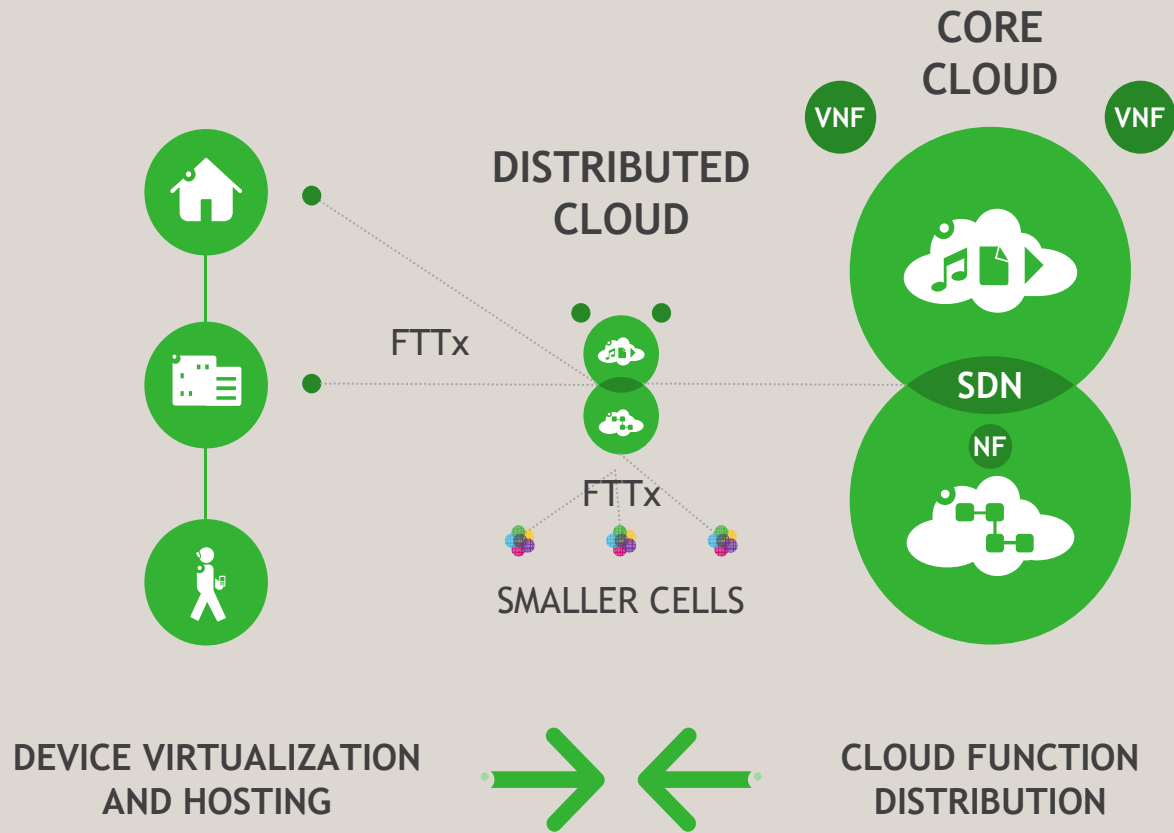 CORE
CLOUD
VNF
VNF
DISTRIBUTED
CLOUD
FTTx
SDN
NF
FTTx
SMALLER CELLS
DEVICE VIRTUALIZATION
AND HOSTING
CLOUD FUNCTION
DISTRIBUTION